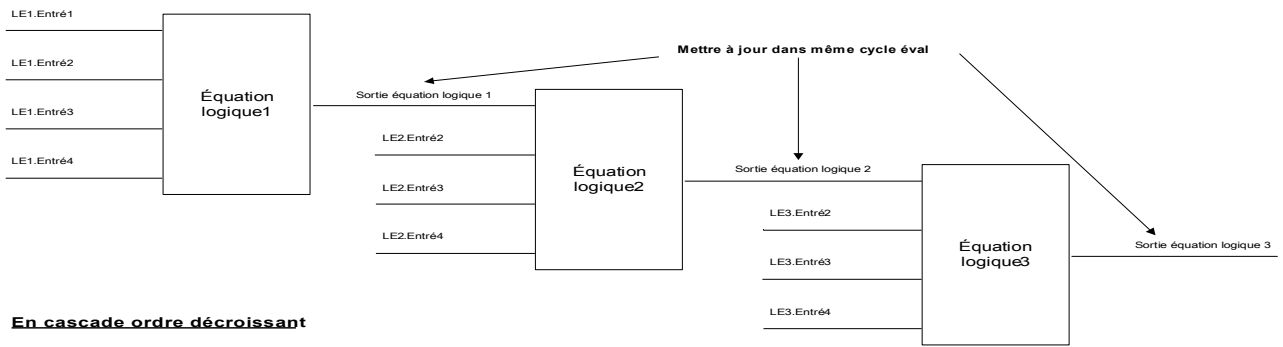 LE1.Entré1
LE1.Entré2
LE1.Entré3
LE1.Entré4
Équation
logique1
Mettre à jour dans même cycle éval
Sortie équation logique 1
LE2.Entré2
LE2.Entré3
LE2.Entré4
Équation
logique2
Sortie équation logique 2
LE3.Entré2
LE3.Entré3
LE3.Entré4
Équation
logique3
Sortie équation logique 3
En cascade ordre décroissant